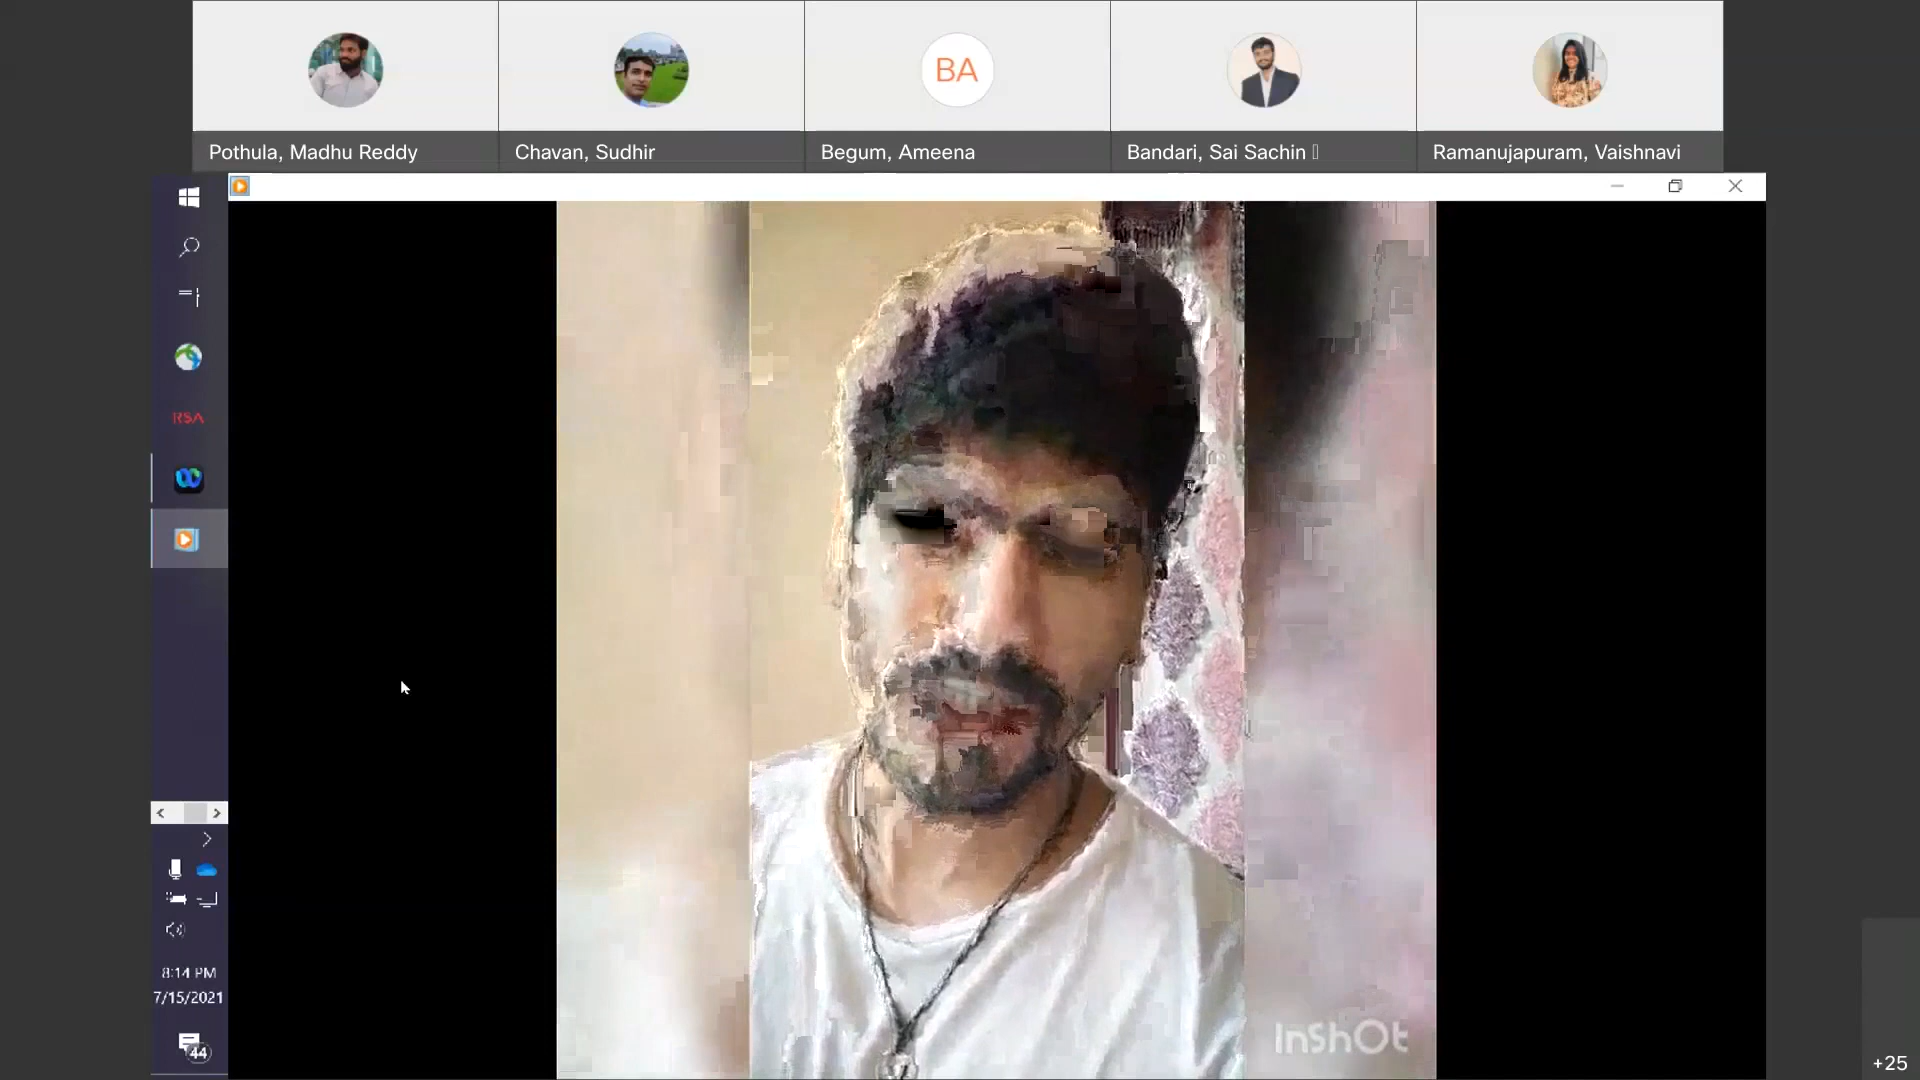 BA
Pothula, Madhu Reddy
Chavan, Sudhir
Begum, Ameena
Bandari, Sai Sachin
Ramanujapuram, Vaishnavi
RSA
8:14 PM
7/15/2021
44
InShOt
+25